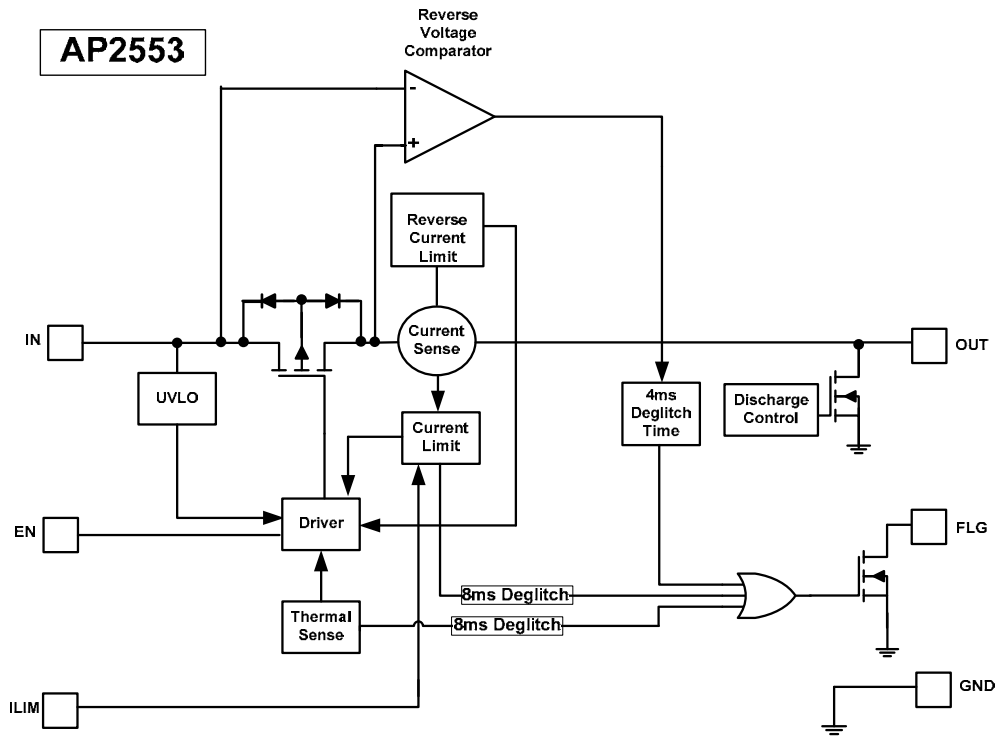 AP2553
Reverse
Voltage
Comparator
-
+
Reverse
Current
Limit
IN
Current
Sense
OUT
UVLO
4ms
Deglitch
Time
Discharge
Control
Current
Limit
Driver
EN
FLG
8ms Deglitch
Thermal
Sense
8ms Deglitch
GND
ILIM